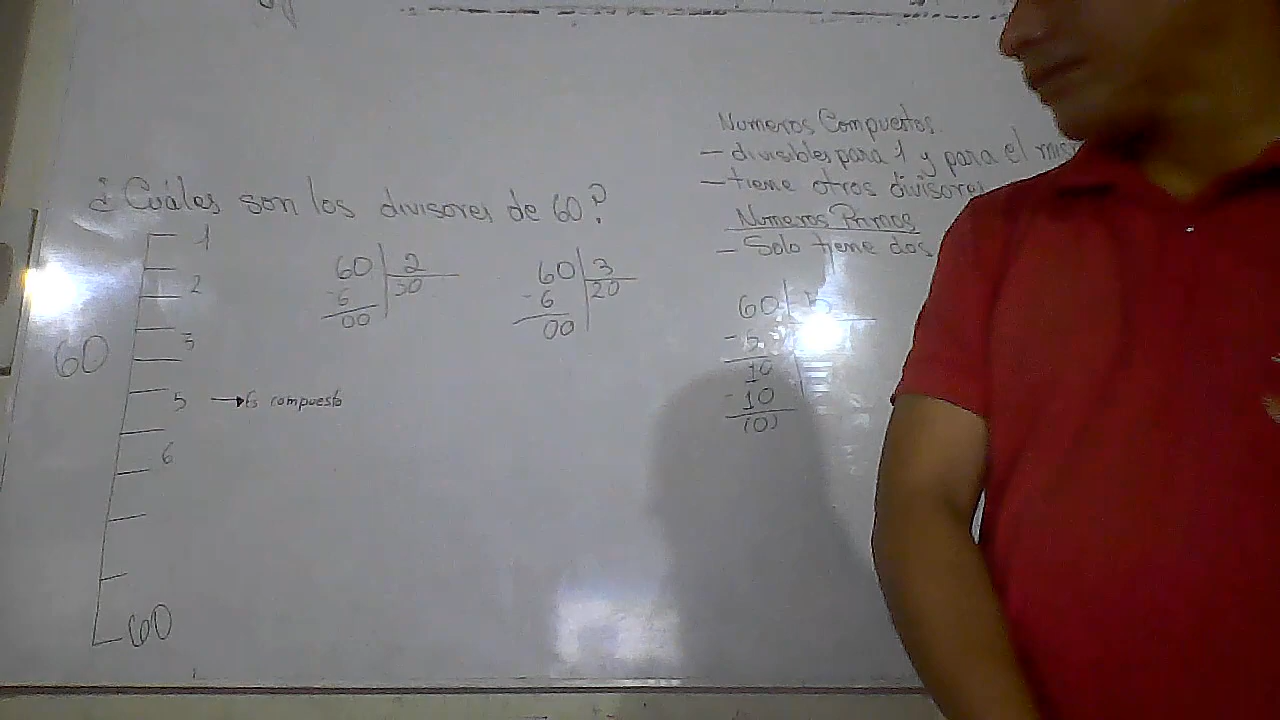 ¿Cuáles son los divisores de 60?
60
1
2
3
5 →Es compuesto
6
60
60 2
-6 30
00
60 3
-6 20
00
Numeros Compuestos.
- divisibles para 1 y para el
- tiene otros divisores
Numeros Primos
- Solo tiene dos
60 5
- 5
10
- 10
(0)